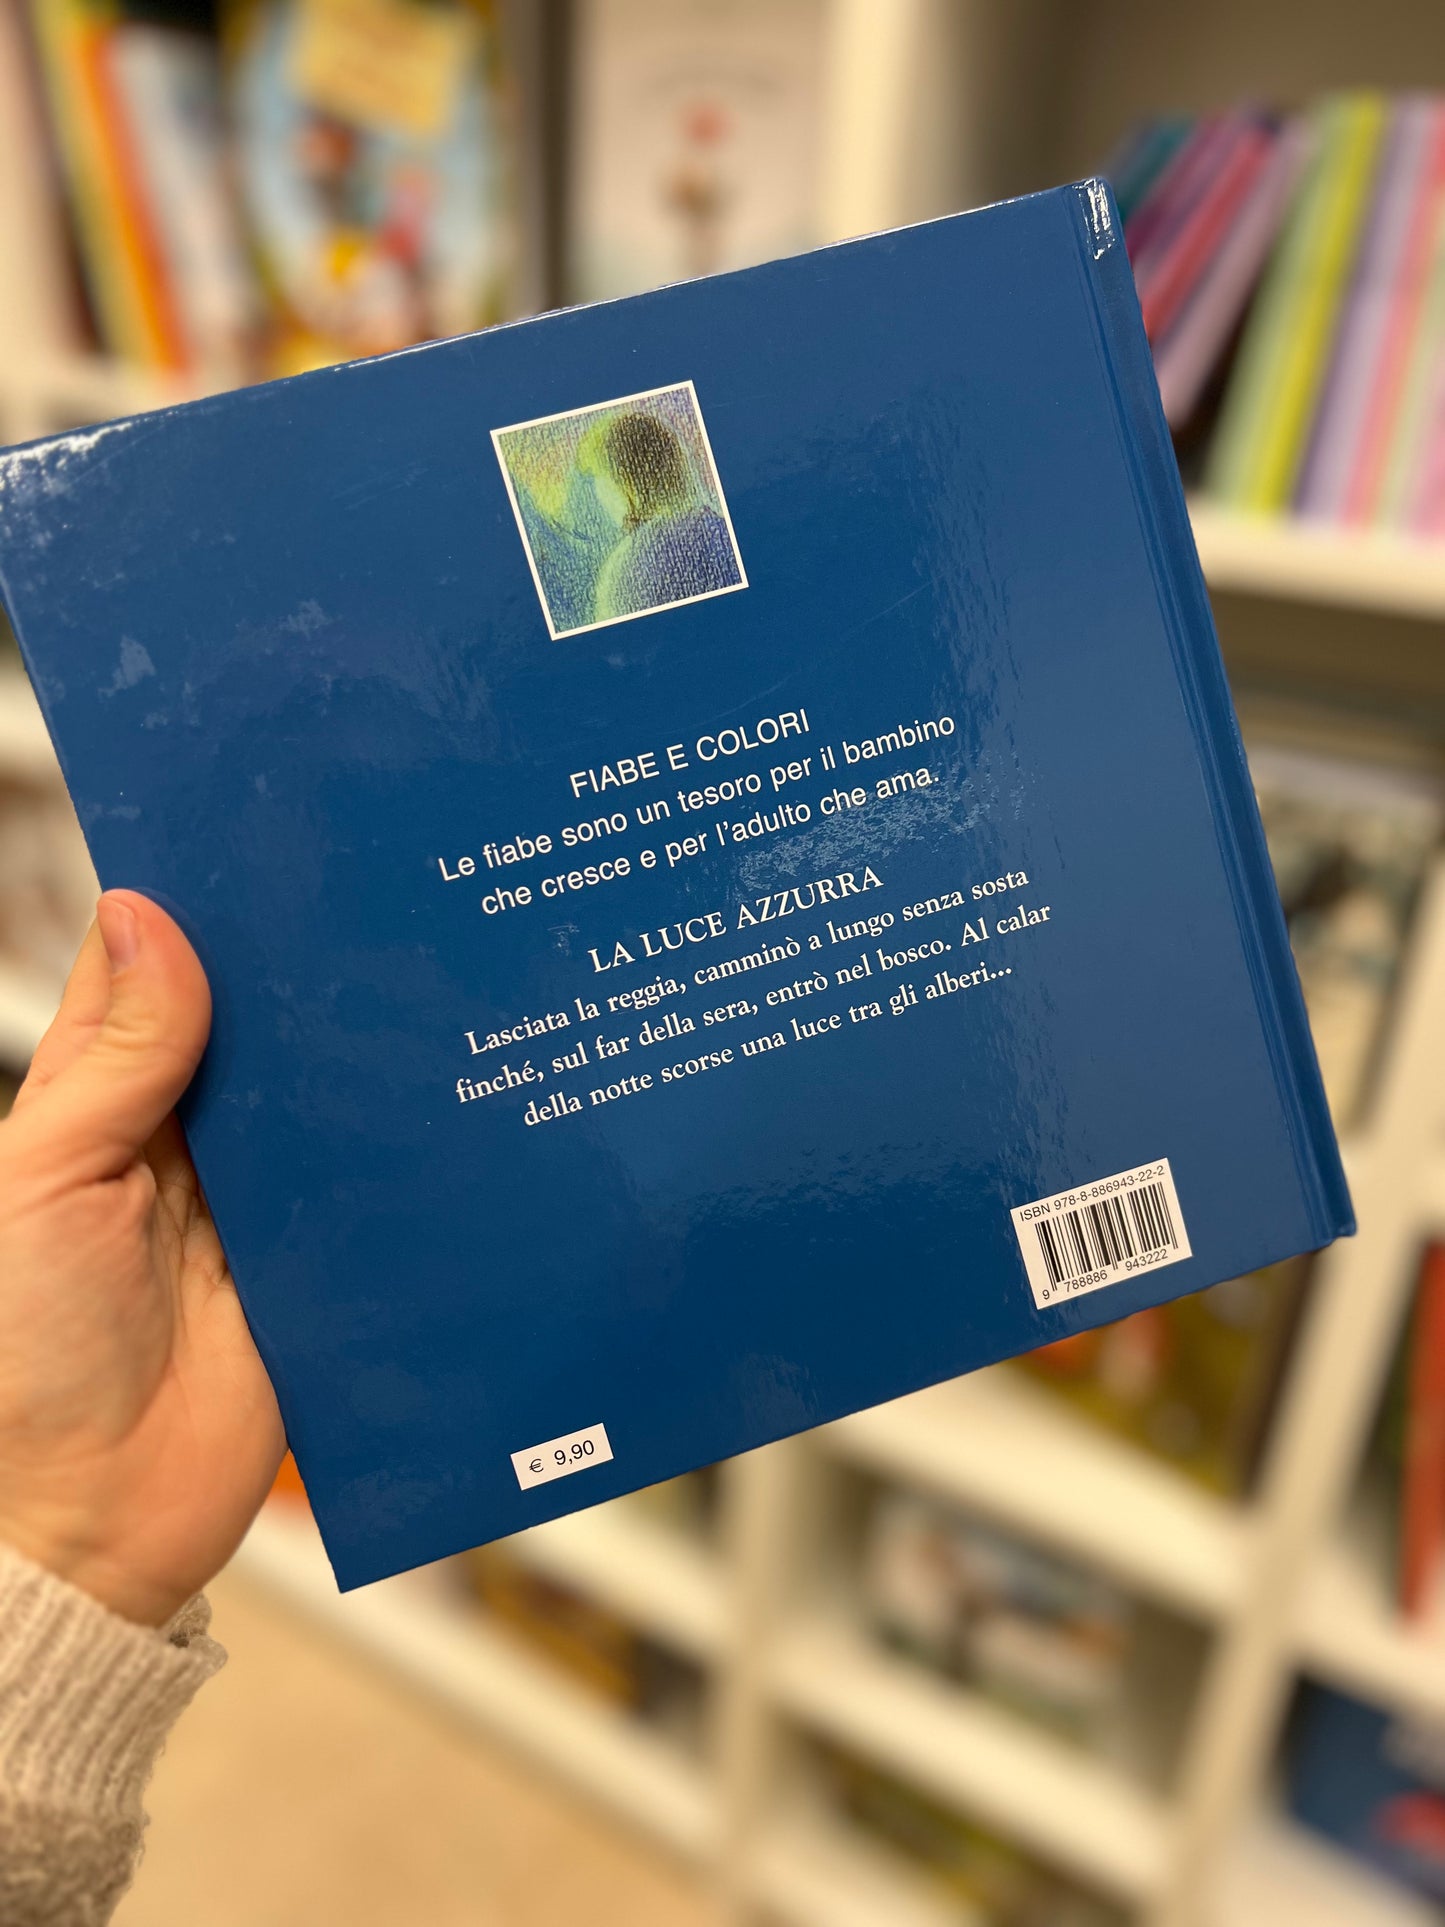 FIABE E COLORI
Le fiabe sono un tesoro per il bambino
che cresce e per l'adulto che ama.
LA LUCE AZZURRA
Lasciata la reggia, camminò a lungo senza sosta
finché, sul far della sera, entrò nel bosco. Al calar
della notte scorse una luce tra gli alberi...
ISBN 978-8-886943-22-2
9 788886 943222
€ 9,90